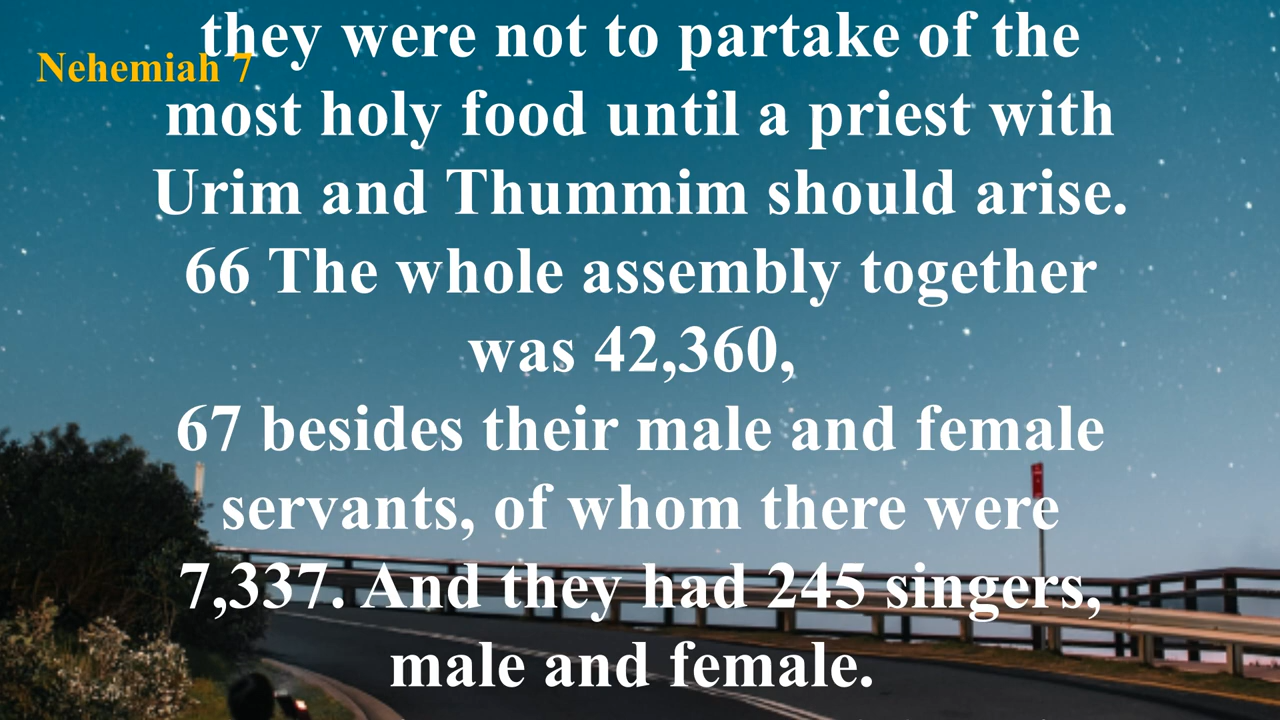 they were not to partake of the
Nehemiah 7
most holy food until a priest with
Urim and Thummim should arise.
66 The whole assembly together
was 42,360,
67 besides their male and female
servants, of whom there were
7,337. And they had 245 singers,
male and female.